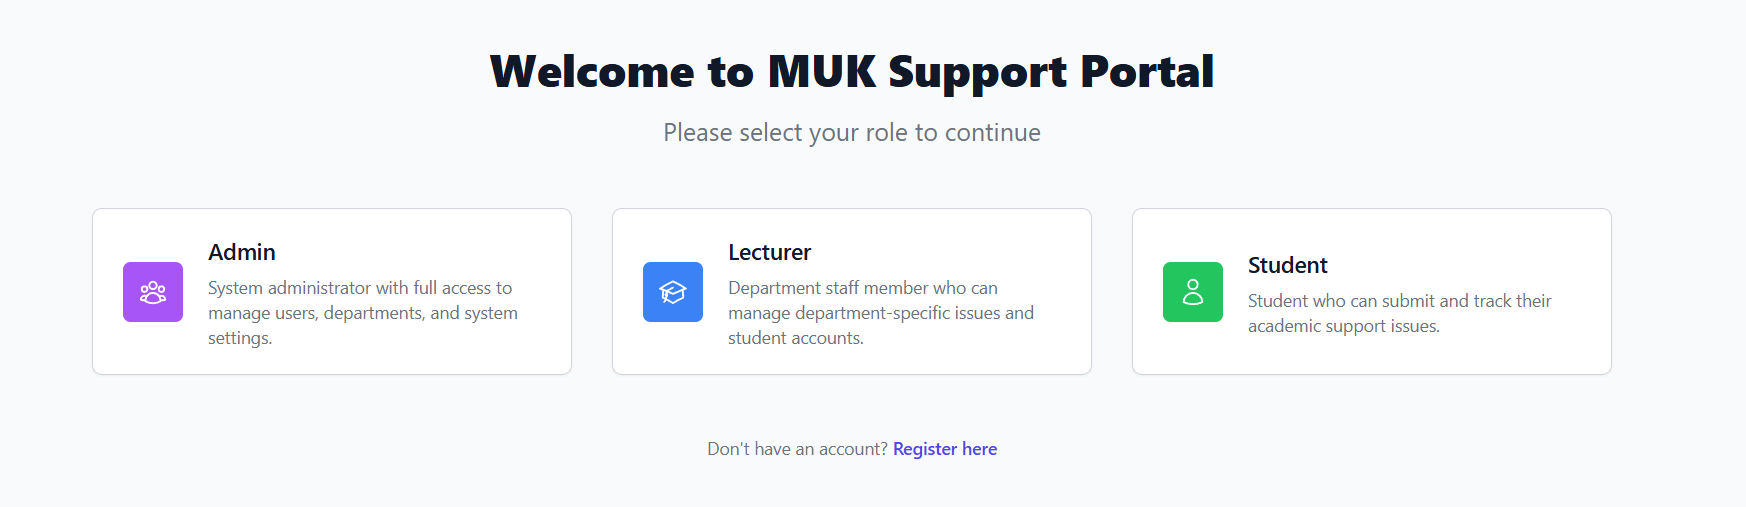 Welcome to MUK Support Portal
Please select your role to continue
Admin
System administrator with full access to
manage users, departments, and system
settings.
Lecturer
Department staff member who can
manage department-specific issues and
student accounts.
Student
Student who can submit and track their
academic support issues.
Don't have an account? Register here